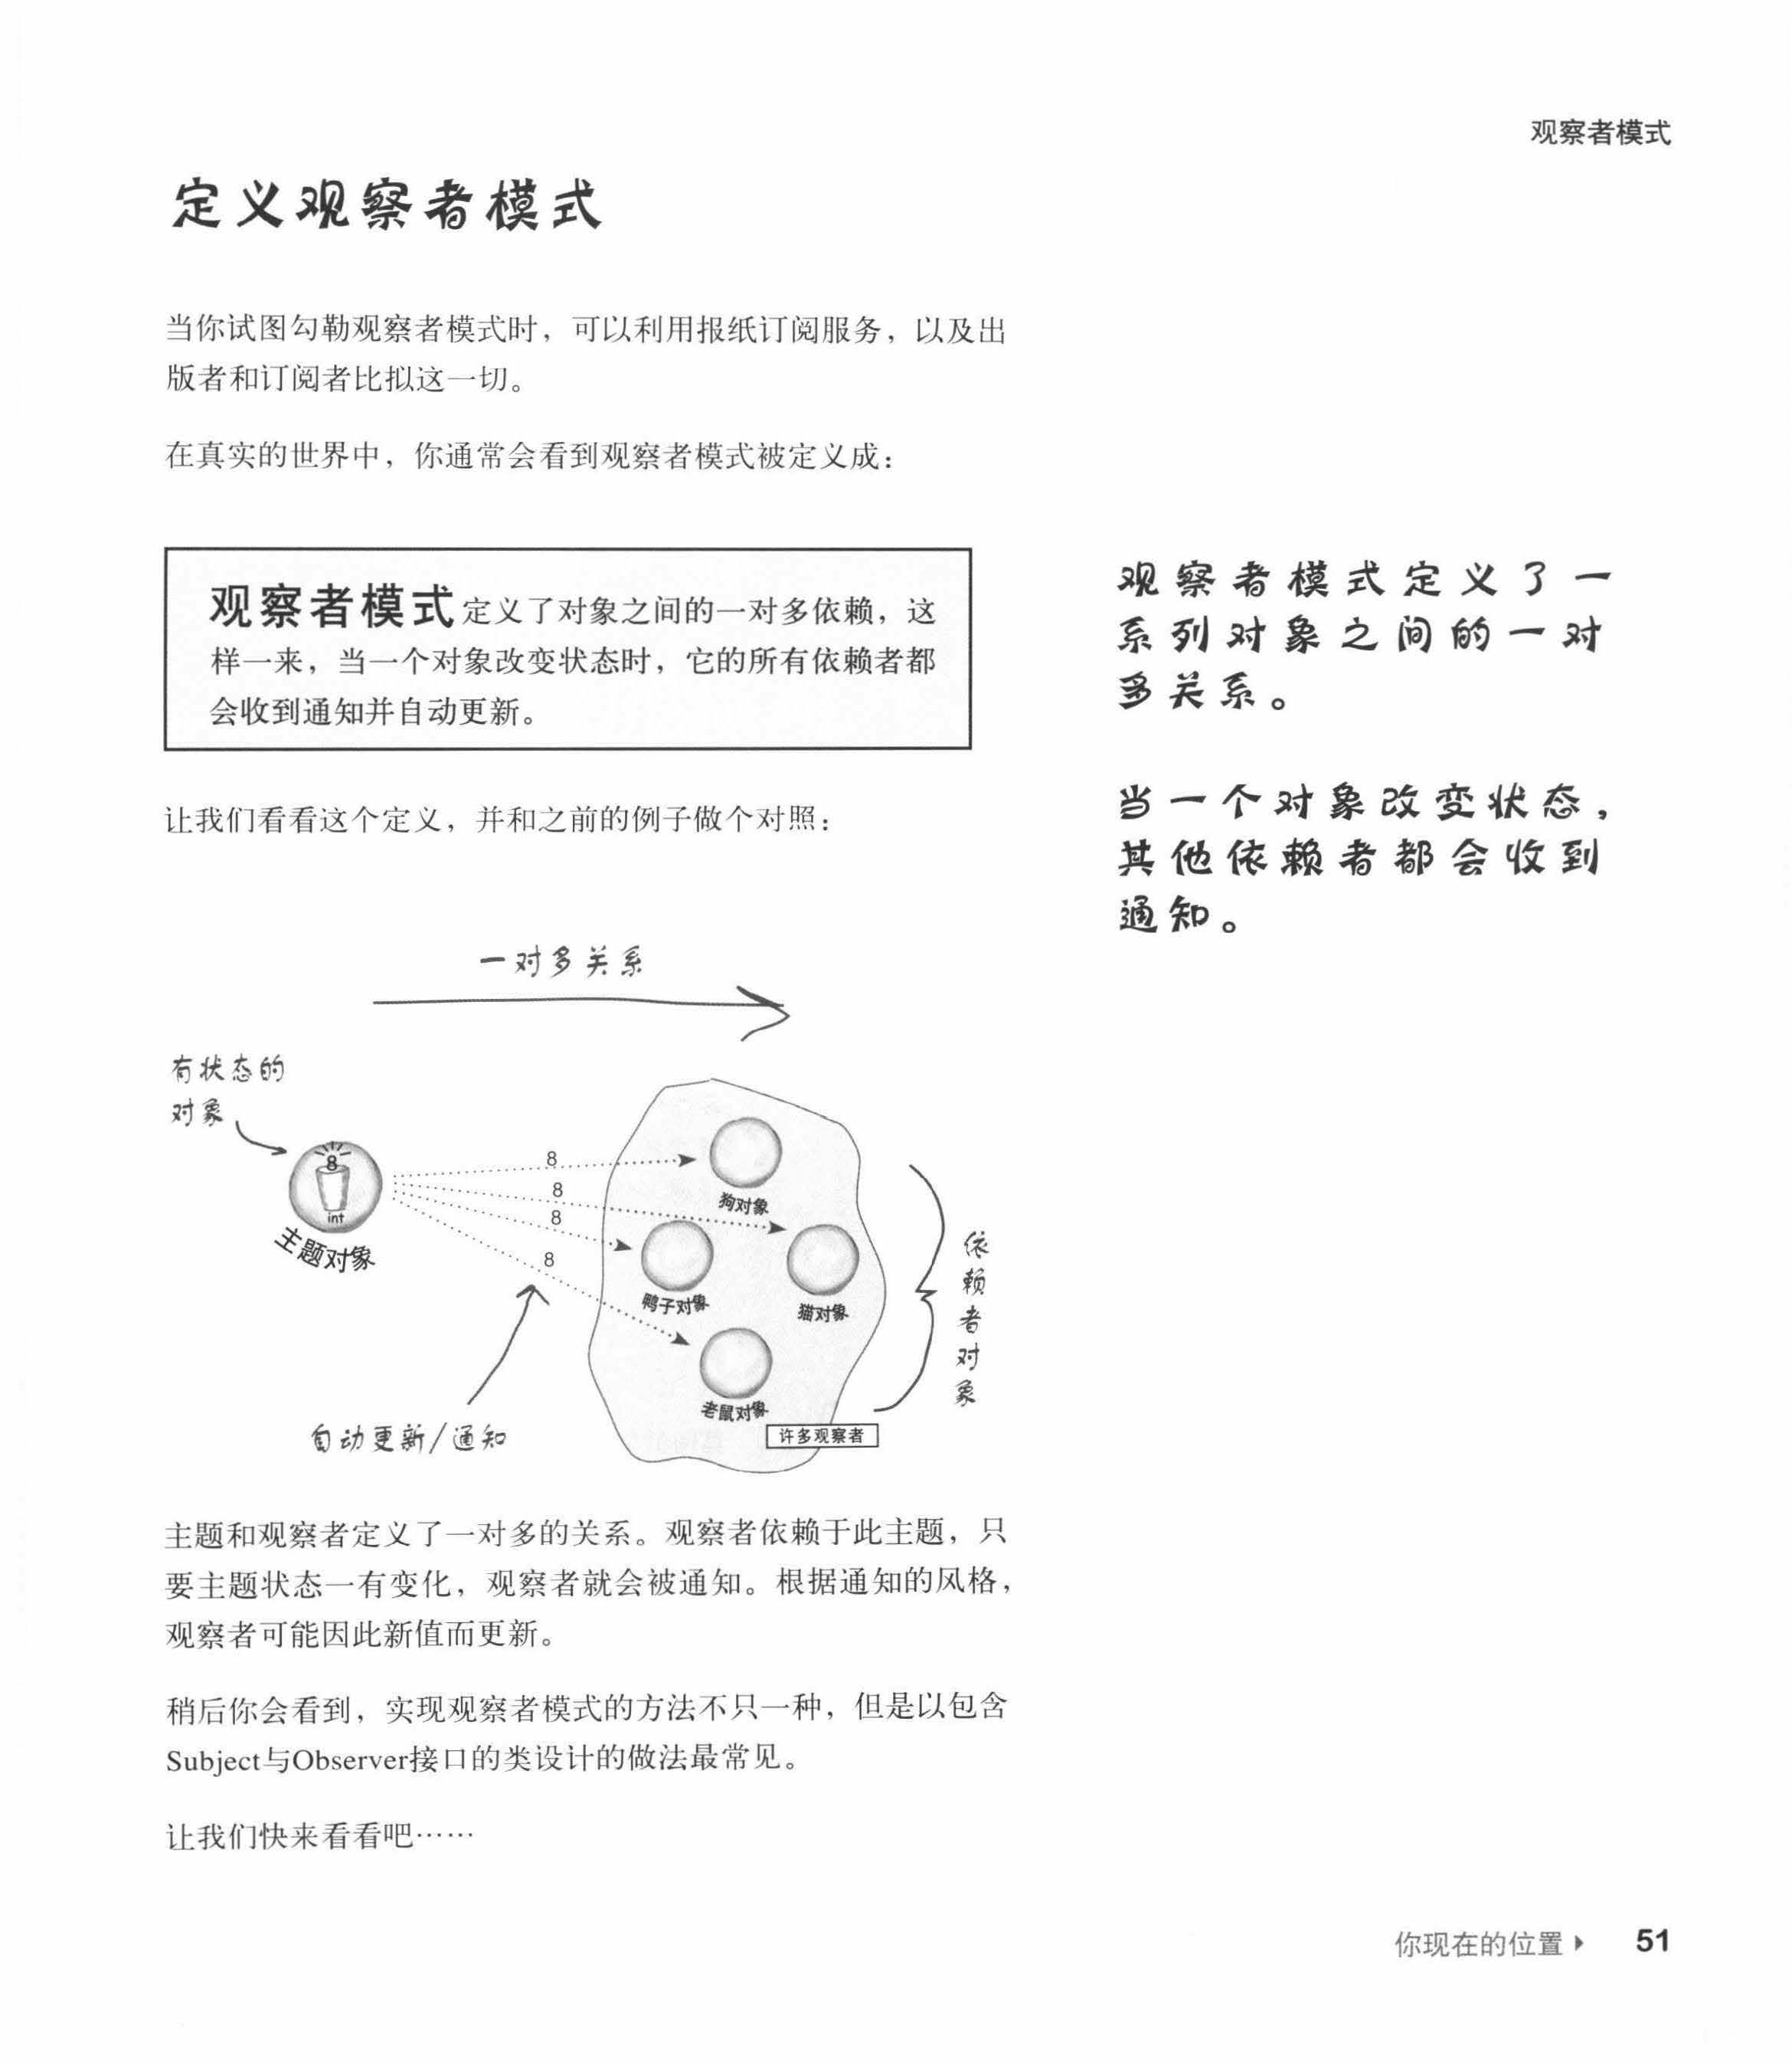 观察者模式
定义观察者模式
当你试图勾勒观察者模式时，可以利用报纸订阅服务，以及出
版者和订阅者比拟这一切。
在真实的世界中，你通常会看到观察者模式被定义成：
观察者模式定义了对象之间的一对多依赖，这
样一来，当一个对象改变状态时，它的所有依赖者都
会收到通知并自动更新。
观察者模式定义了一
系列对象之间的一对
多关系。
当一个对象改变状态，
其他依赖者都会收到
通知。
让我们看看这个定义，并和之前的例子做个对照：
一对多关系
有状态的
对象
8
int
主题对象
8
8
8
8
狗对象
鸭子对象
猫对象
老鼠对象
许多观察者
依赖者对象
自动更新/通知
主题和观察者定义了一对多的关系。观察者依赖于此主题，只
要主题状态一有变化，观察者就会被通知。根据通知的风格，
观察者可能因此新值而更新。
稍后你会看到，实现观察者模式的方法不只一种，但是以包含
Subject与Observer接口的类设计的做法最常见。
让我们快来看看吧……
你现在的位置 51